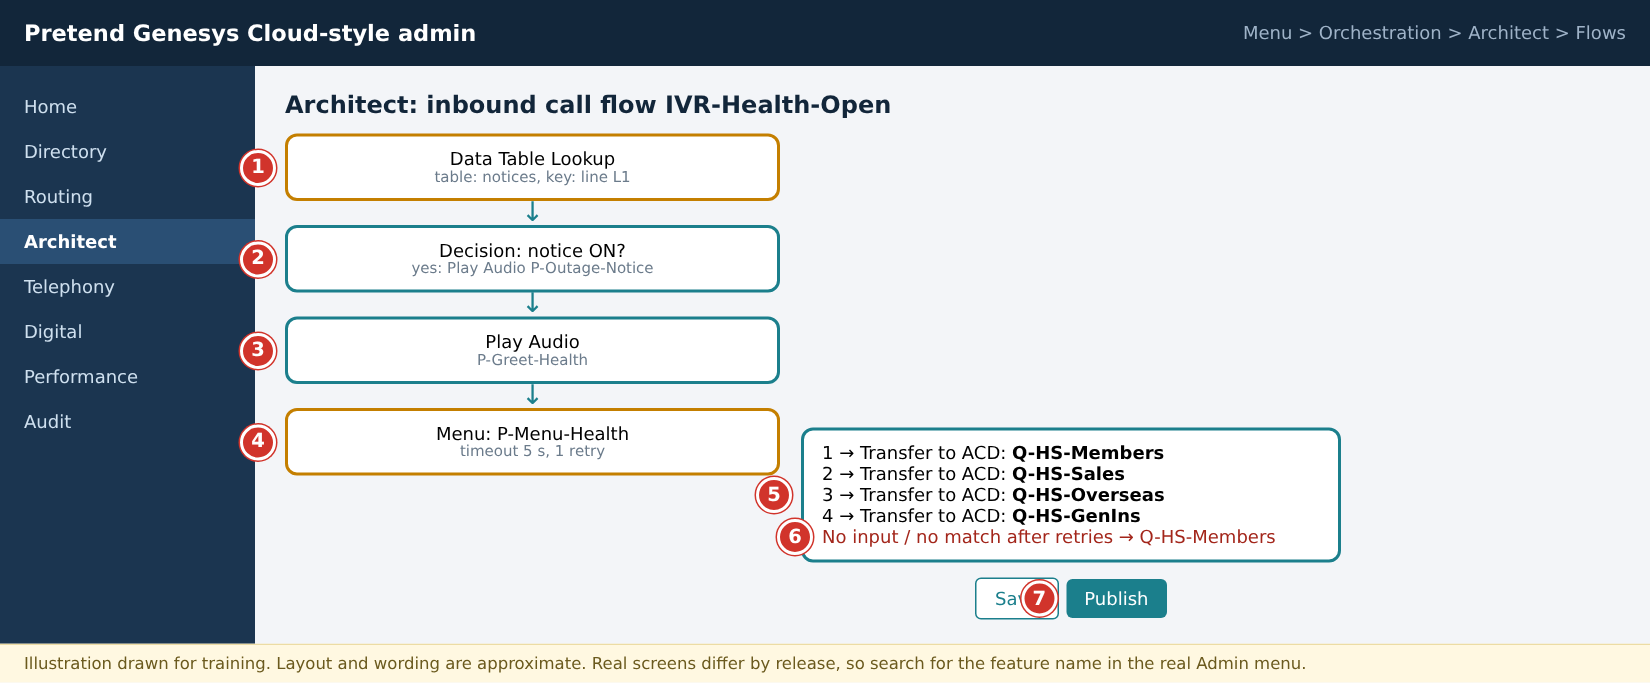 Pretend Genesys Cloud-style admin
Menu > Orchestration > Architect > Flows
Home
Directory
Routing
Architect
Telephony
Digital
Performance
Audit
Architect: inbound call flow IVR-Health-Open
1
Data Table Lookup
table: notices, key: line L1
↓
2
Decision: notice ON?
yes: Play Audio P-Outage-Notice
↓
3
Play Audio
P-Greet-Health
↓
4
Menu: P-Menu-Health
timeout 5 s, 1 retry
1 → Transfer to ACD: Q-HS-Members
2 → Transfer to ACD: Q-HS-Sales
5
3 → Transfer to ACD: Q-HS-Overseas
4 → Transfer to ACD: Q-HS-GenIns
6
No input / no match after retries → Q-HS-Members
7
Publish
Illustration drawn for training. Layout and wording are approximate. Real screens differ by release, so search for the feature name in the real Admin menu.